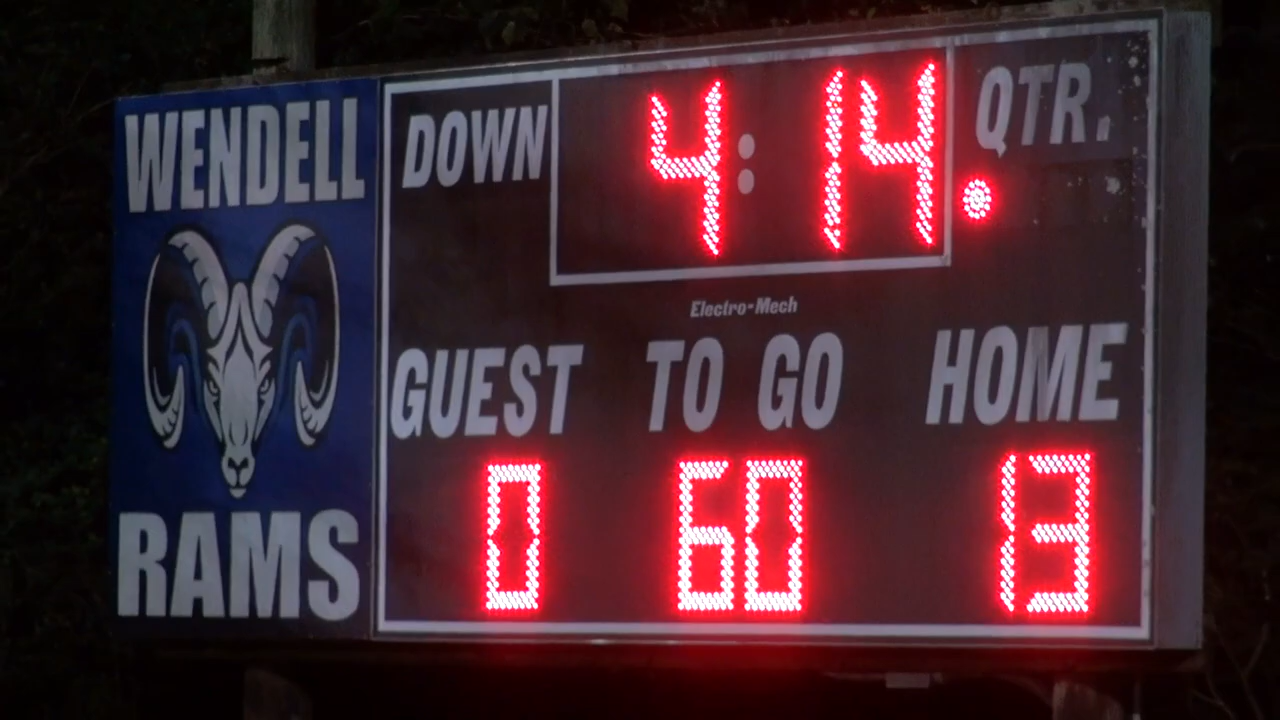 WENDELL
RAMS
DOWN 4:14 QTR.
Electro-Mech
GUEST TO GO HOME
0 60 13